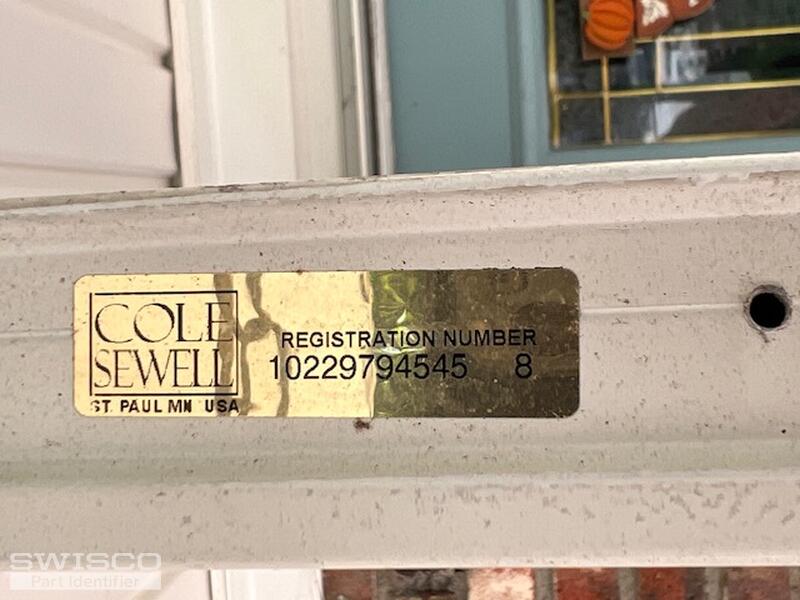 COLE
SEWELL
ST. PAUL MN USA
REGISTRATION NUMBER
10229794545 8
SWISCO
Part Identifier